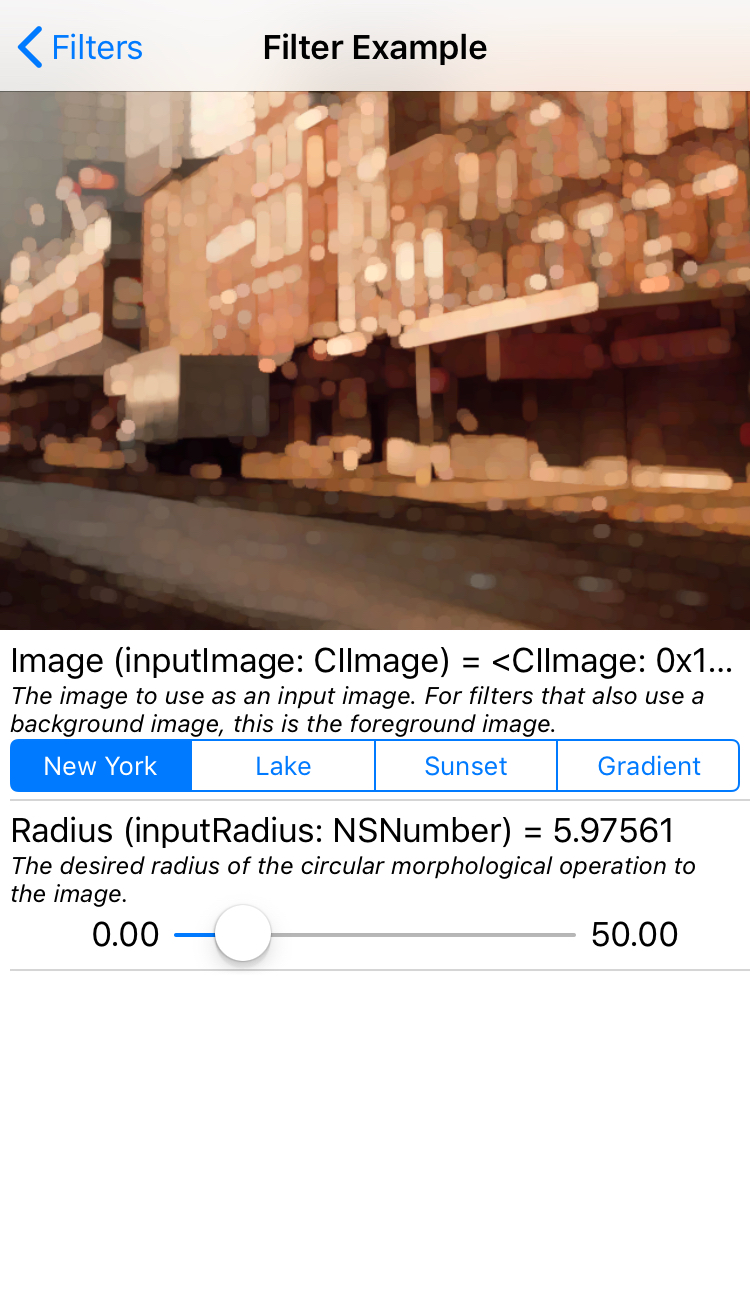 Filters
Filter Example
Image (inputImage: CIImage) = <CIImage: 0x1...
The image to use as an input image. For filters that also use a
background image, this is the foreground image.
New York
Lake
Sunset
Gradient
Radius (inputRadius: NSNumber) = 5.97561
The desired radius of the circular morphological operation to
the image.
0.00
50.00